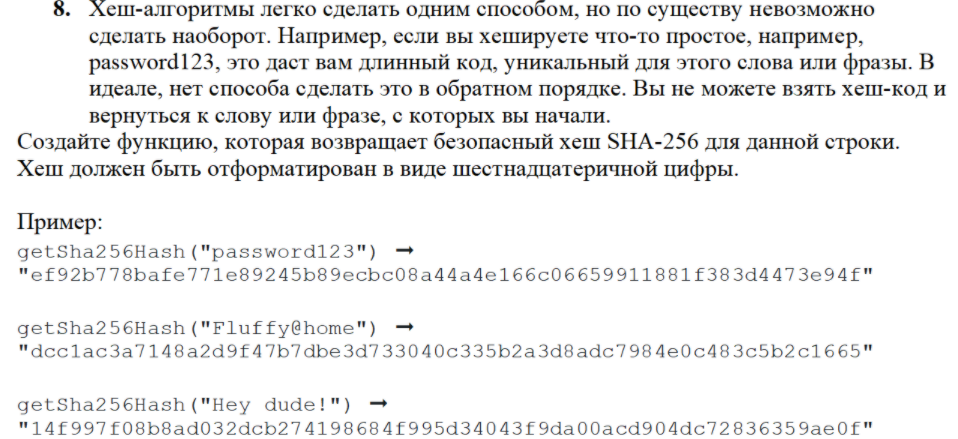 8. Хеш-алгоритмы легко сделать одним способом, но по существу невозможно
сделать наоборот. Например, если вы хешируете что-то простое, например,
password123, это даст вам длинный код, уникальный для этого слова или фразы. В
идеале, нет способа сделать это в обратном порядке. Вы не можете взять хеш-код и
вернуться к слову или фразе, с которых вы начали.
Создайте функцию, которая возвращает безопасный хеш SHA-256 для данной строки.
Хеш должен быть отформатирован в виде шестнадцатеричной цифры.
Пример:
getSha256Hash("password123") ➞
"ef92b778bafe771e89245b89ecbc08a44a4e166c06659911881f383d4473e94f"
getSha256Hash("Fluffy@home") ➞
"dcc1ac3a7148a2d9f47b7dbe3d733040c335b2a3d8adc7984e0c483c5b2c1665"
getSha256Hash("Hey dude!") ➞
"14f997f08b8ad032dcb274198684f995d34043f9da00acd904dc72836359ae0f"